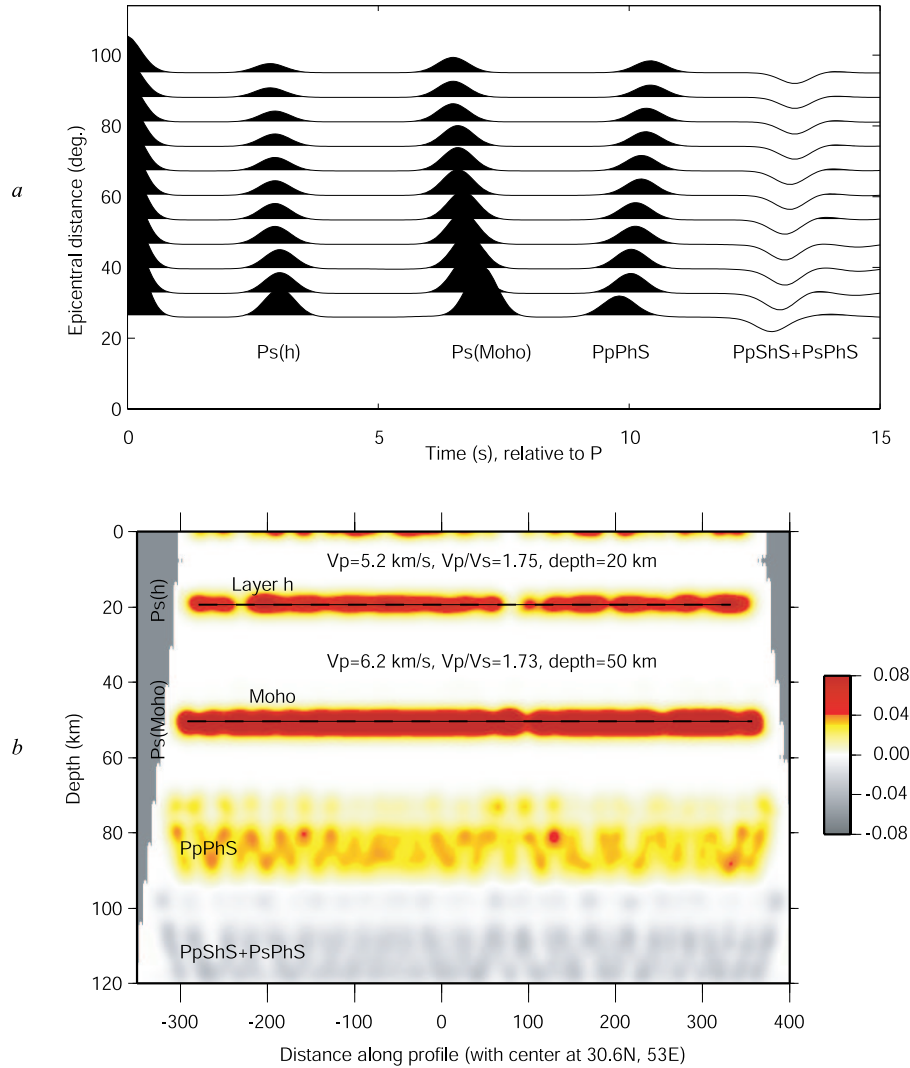 a
Epicentral distance (deg.)
100
80
60
40
20
0
Ps(h)
Ps(Moho)
PpPhS
PpShS+PsPhS
0
5
10
15
Time (s), relative to P
b
Depth (km)
0
20
40
60
80
100
120
Ps(h)
Ps(Moho)
Vp=5.2 km/s, Vp/Vs=1.75, depth=20 km
Layer h
Vp=6.2 km/s, Vp/Vs=1.73, depth=50 km
Moho
PpPhS
PpShS+PsPhS
0.08
0.04
0.00
-0.04
-0.08
-300
-200
-100
0
100
200
300
400
Distance along profile (with center at 30.6N, 53E)